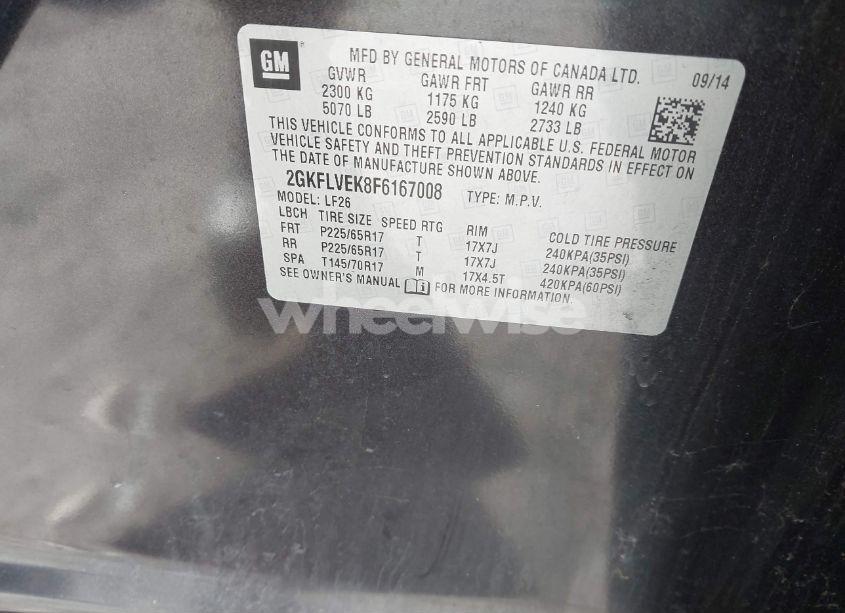 GM
MFD BY GENERAL MOTORS OF CANADA LTD. 09/14
GVWR GAWR FRT GAWR RR
2300 KG 1175 KG 1240 KG
5070 LB 2590 LB 2733 LB
THIS VEHICLE CONFORMS TO ALL APPLICABLE U.S. FEDERAL MOTOR
VEHICLE SAFETY AND THEFT PREVENTION STANDARDS IN EFFECT ON
THE DATE OF MANUFACTURE SHOWN ABOVE.
2GKFLVEK8F6167008 TYPE: M.P.V.
MODEL: LF26
LBCH TIRE SIZE SPEED RTG RIM COLD TIRE PRESSURE
FRT P225/65R17 T 17X7J 240KPA(35PSI)
RR P225/65R17 T 17X7J 240KPA(35PSI)
SPA T145/70R17 M 17X4.5T 420KPA(60PSI)
SEE OWNER'S MANUAL FOR MORE INFORMATION.
wheelwise